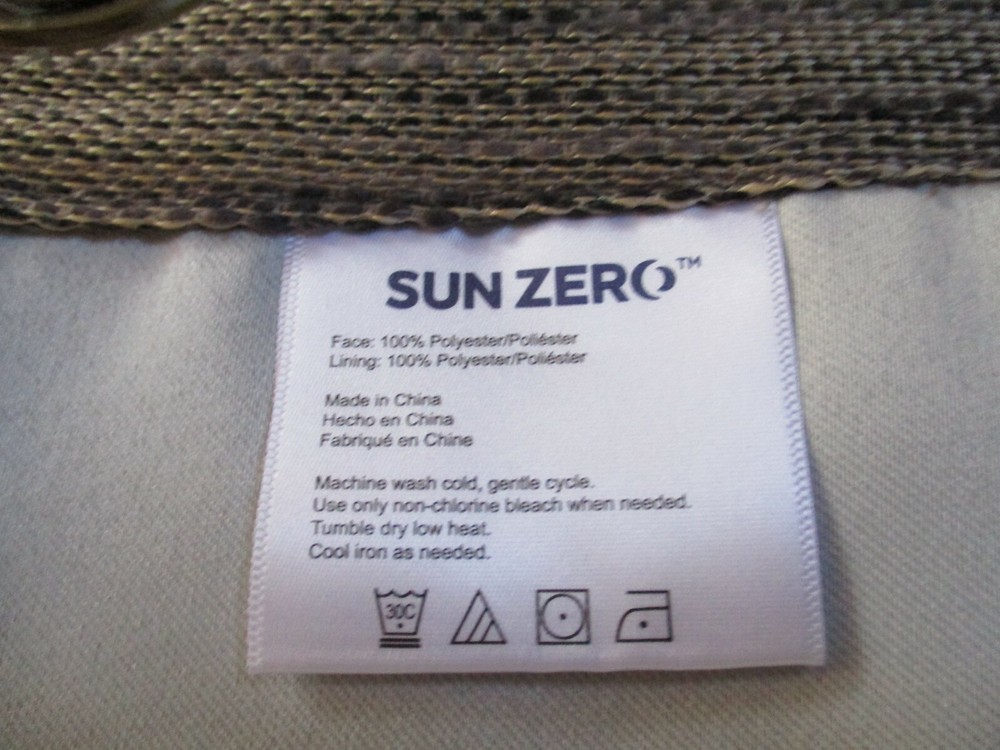 SUN ZERO™
Face: 100% Polyester/Poliéster
Lining: 100% Polyester/Poliéster
Made in China
Hecho en China
Fabriqué en Chine
Machine wash cold, gentle cycle.
Use only non-chlorine bleach when needed.
Tumble dry low heat.
Cool iron as needed.
30C